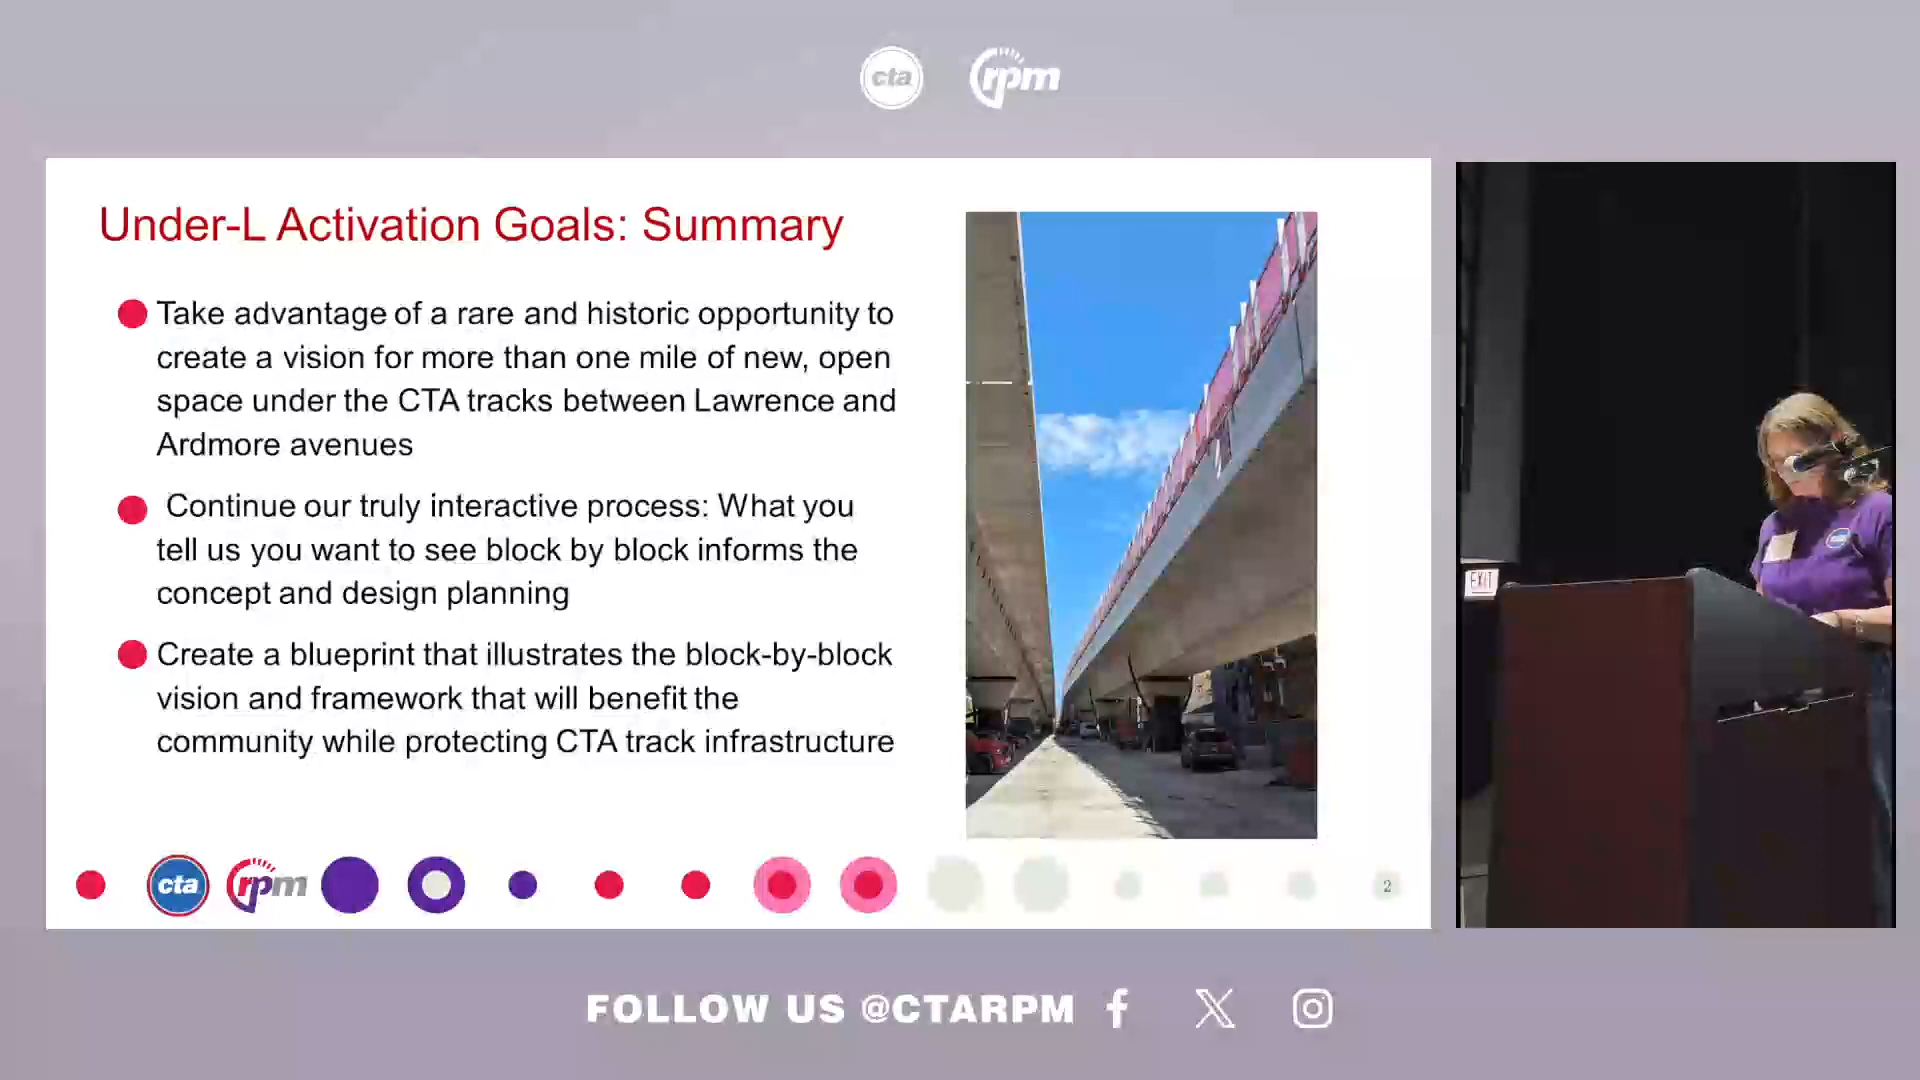 cta rpm
Under-L Activation Goals: Summary
Take advantage of a rare and historic opportunity to
create a vision for more than one mile of new, open
space under the CTA tracks between Lawrence and
Ardmore avenues
Continue our truly interactive process: What you
tell us you want to see block by block informs the
concept and design planning
Create a blueprint that illustrates the block-by-block
vision and framework that will benefit the
community while protecting CTA track infrastructure
cta rpm
2
EXIT
FOLLOW US @CTARPM